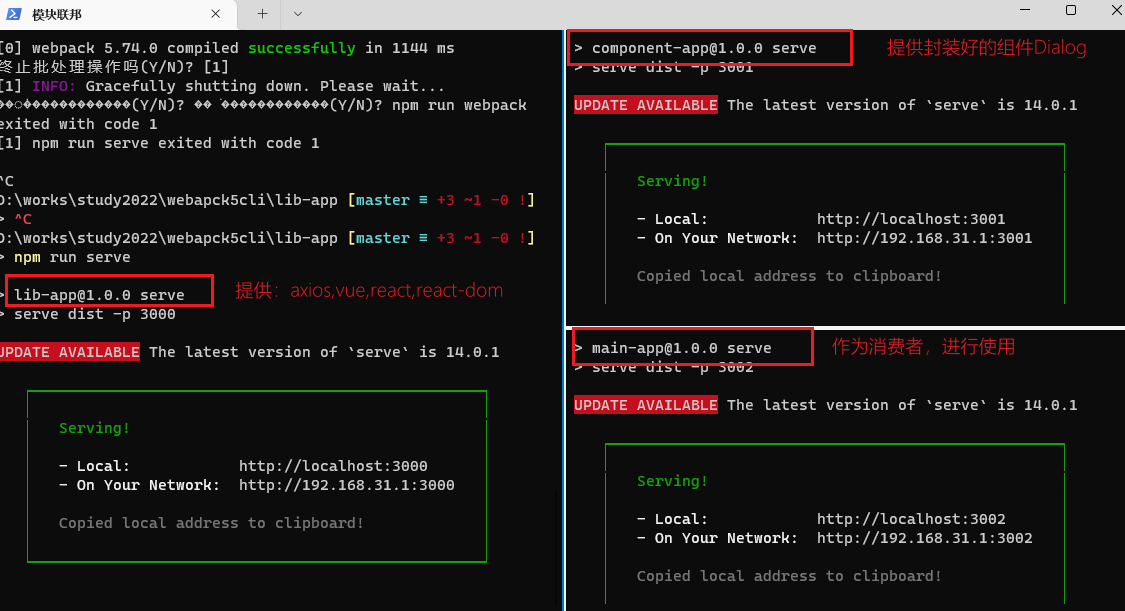 模块联邦
[0] webpack 5.74.0 compiled successfully in 1144 ms
终止批处理操作吗(Y/N)? [1]
[1] INFO: Gracefully shutting down. Please wait...
(Y/N)? (Y/N)? npm run webpack
exited with code 1
[1] npm run serve exited with code 1
^C
D:\works\study2022\webapck5cli\lib-app [master ≡ +3 ~1 -0 !]
> ^C
D:\works\study2022\webapck5cli\lib-app [master ≡ +3 ~1 -0 !]
> npm run serve
> lib-app@1.0.0 serve
提供：axios,vue,react,react-dom
> serve dist -p 3000
UPDATE AVAILABLE The latest version of `serve` is 14.0.1
Serving!
- Local: http://localhost:3000
- On Your Network: http://192.168.31.1:3000
Copied local address to clipboard!
> component-app@1.0.0 serve
提供封装好的组件Dialog
> serve dist -p 3001
UPDATE AVAILABLE The latest version of `serve` is 14.0.1
Serving!
- Local: http://localhost:3001
- On Your Network: http://192.168.31.1:3001
Copied local address to clipboard!
> main-app@1.0.0 serve
作为消费者，进行使用
> serve dist -p 3002
UPDATE AVAILABLE The latest version of `serve` is 14.0.1
Serving!
- Local: http://localhost:3002
- On Your Network: http://192.168.31.1:3002
Copied local address to clipboard!